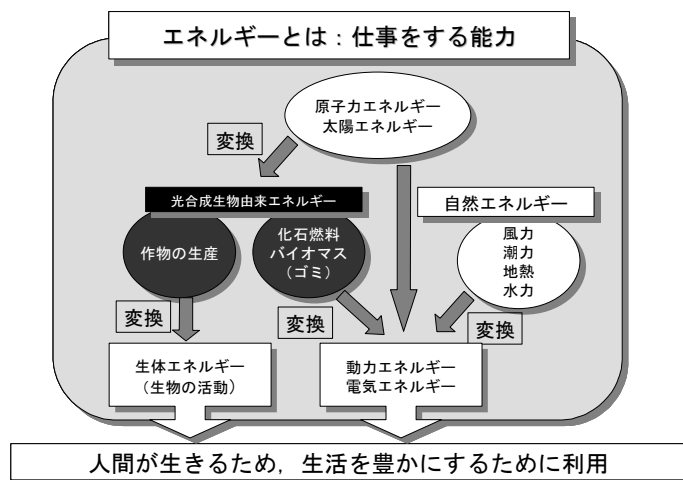 エネルギーとは：仕事をする能力
原子力エネルギー
太陽エネルギー
変換
光合成生物由来エネルギー
自然エネルギー
作物の生産
化石燃料
バイオマス
（ゴミ）
風力
潮力
地熱
水力
変換
変換
変換
生体エネルギー
（生物の活動）
動力エネルギー
電気エネルギー
人間が生きるため，生活を豊かにするために利用